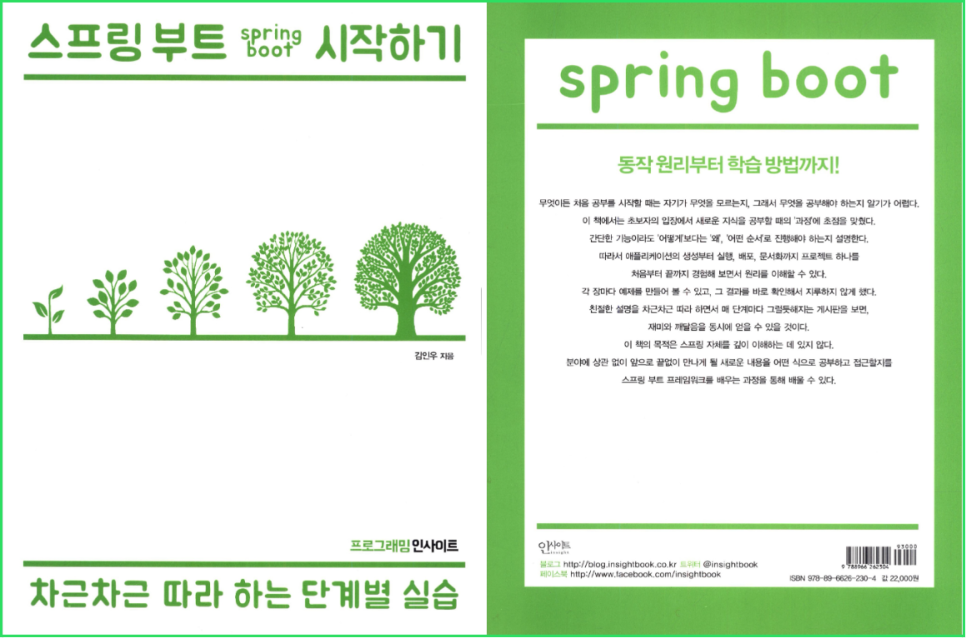 스프링 부트 spring boot 시작하기
김인우 지음
프로그래밍인사이트
차근차근 따라 하는 단계별 실습
spring boot
동작 원리부터 학습 방법까지!
무엇이든 처음 공부를 시작할 때는 자기가 무엇을 모르는지, 그래서 무엇을 공부해야 하는지 알기가 어렵다.
이 책에서는 초보자의 입장에서 새로운 지식을 공부할 때의 '과정'에 초점을 맞췄다.
간단한 기능이라도 '어떻게'보다는 '왜', '어떤 순서'로 진행해야 하는지 설명한다.
따라서 애플리케이션의 생성부터 실행, 배포, 문서화까지 프로젝트 하나를
처음부터 끝까지 경험해 보면서 원리를 이해할 수 있다.
각 장마다 예제를 만들어 볼 수 있고, 그 결과를 바로 확인해서 지루하지 않게 했다.
친절한 설명을 차근차근 따라 하면서 매 단계마다 그럴듯해지는 게시판을 보면,
재미와 깨달음을 동시에 얻을 수 있을 것이다.
이 책의 목적은 스프링 자체를 깊이 이해하는 데 있지 않다.
분야에 상관 없이 앞으로 끝없이 만나게 될 새로운 내용을 어떤 식으로 공부하고 접근할지를
스프링 부트 프레임워크를 배우는 과정을 통해 배울 수 있다.
인사이트
insight
블로그 http://blog.insightbook.co.kr 트위터 @insightbook
페이스북 http://www.facebook.com/insightbook
93000
9 788966 262304
ISBN 978-89-6626-230-4 값 22,000원